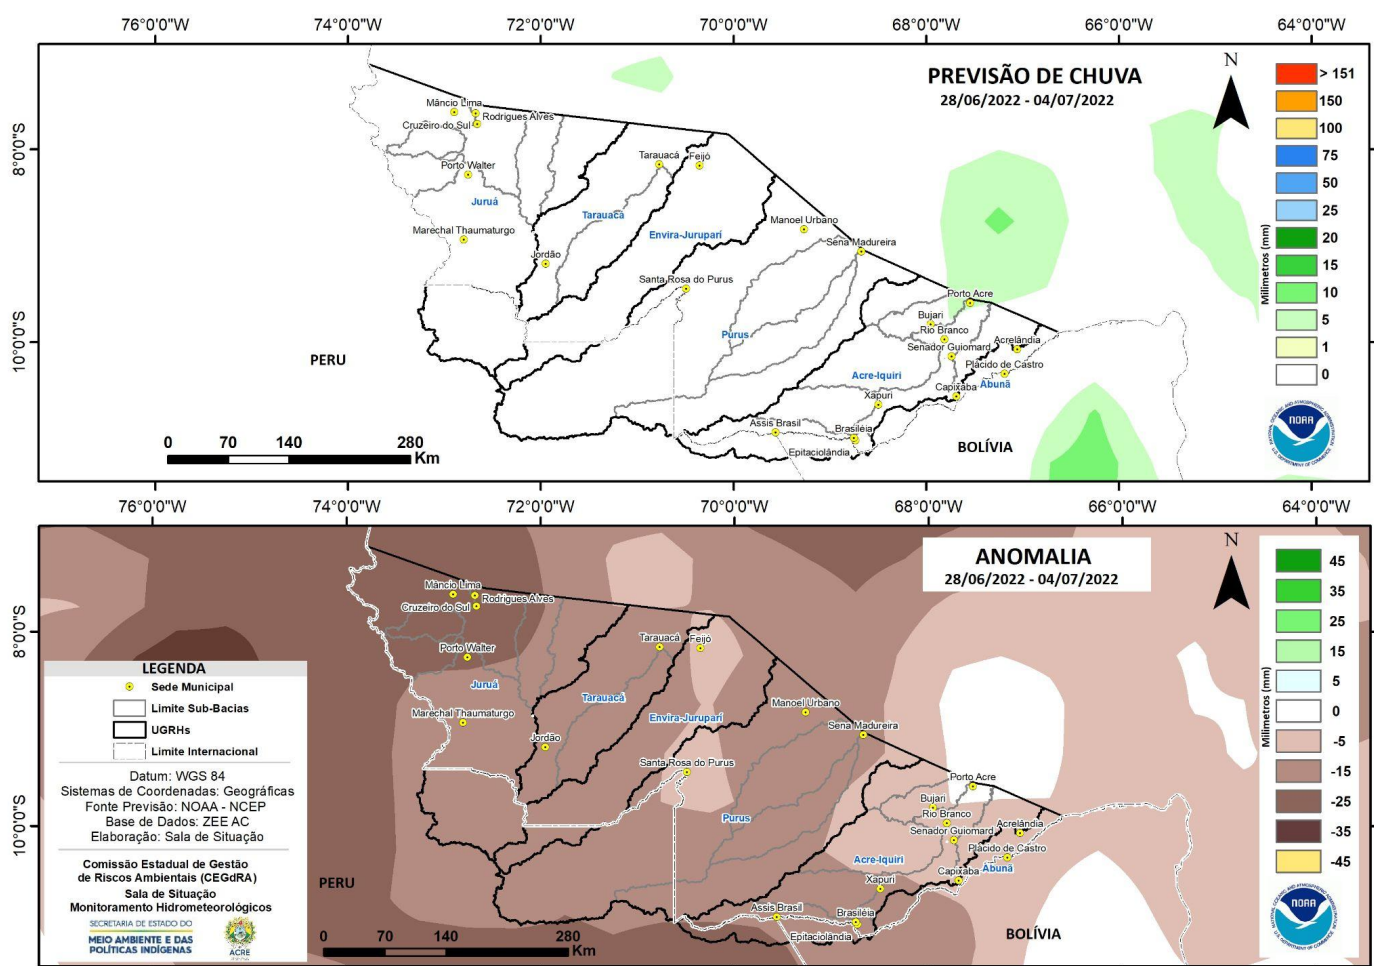 76°0'0"W 74°0'0"W 72°0'0"W 70°0'0"W 68°0'0"W 66°0'0"W 64°0'0"W
8°0'0"S
10°0'0"S
PREVISÃO DE CHUVA
28/06/2022 - 04/07/2022
N
Milimetros (mm)
> 151
150
100
75
50
25
20
15
10
5
1
0
NOAA
Mâncio Lima
Rodrigues Alves
Cruzeiro do Sul
Porto Walter
Juruá
Marechal Thaumaturgo
Tarauacá
Feijó
Tarauacá
Envira-Jurupari
Jordão
Manoel Urbano
Sena Madureira
Santa Rosa do Purus
Purus
Porto Acre
Bujari
Rio Branco
Senador Guiomard
Acrelândia
Plácido de Castro
Abunã
Acre-Iquiri
Capixaba
Xapuri
Assis Brasil
Brasiléia
Epitaciolândia
PERU
BOLÍVIA
0 70 140 280
Km
76°0'0"W 74°0'0"W 72°0'0"W 70°0'0"W 68°0'0"W 66°0'0"W 64°0'0"W
8°0'0"S
10°0'0"S
ANOMALIA
28/06/2022 - 04/07/2022
N
Milimetros (mm)
45
35
25
15
5
0
-5
-15
-25
-35
-45
NOAA
Mâncio Lima
Rodrigues Alves
Cruzeiro do Sul
Porto Walter
Juruá
Marechal Thaumaturgo
Tarauacá
Feijó
Tarauacá
Envira-Jurupari
Jordão
Manoel Urbano
Sena Madureira
Santa Rosa do Purus
Purus
Porto Acre
Bujari
Rio Branco
Senador Guiomard
Acrelândia
Plácido de Castro
Abunã
Acre-Iquiri
Capixaba
Xapuri
Assis Brasil
Brasiléia
Epitaciolândia
PERU
BOLÍVIA
0 70 140 280
Km
LEGENDA
Sede Municipal
Limite Sub-Bacias
UGRHs
Limite Internacional
Datum: WGS 84
Sistemas de Coordenadas: Geográficas
Fonte Previsão: NOAA - NCEP
Base de Dados: ZEE AC
Elaboração: Sala de Situação
Comissão Estadual de Gestão
de Riscos Ambientais (CEGdRA)
Sala de Situação
Monitoramento Hidrometeorológicos
SECRETARIA DE ESTADO DO
MEIO AMBIENTE E DAS
POLÍTICAS INDÍGENAS
ACRE